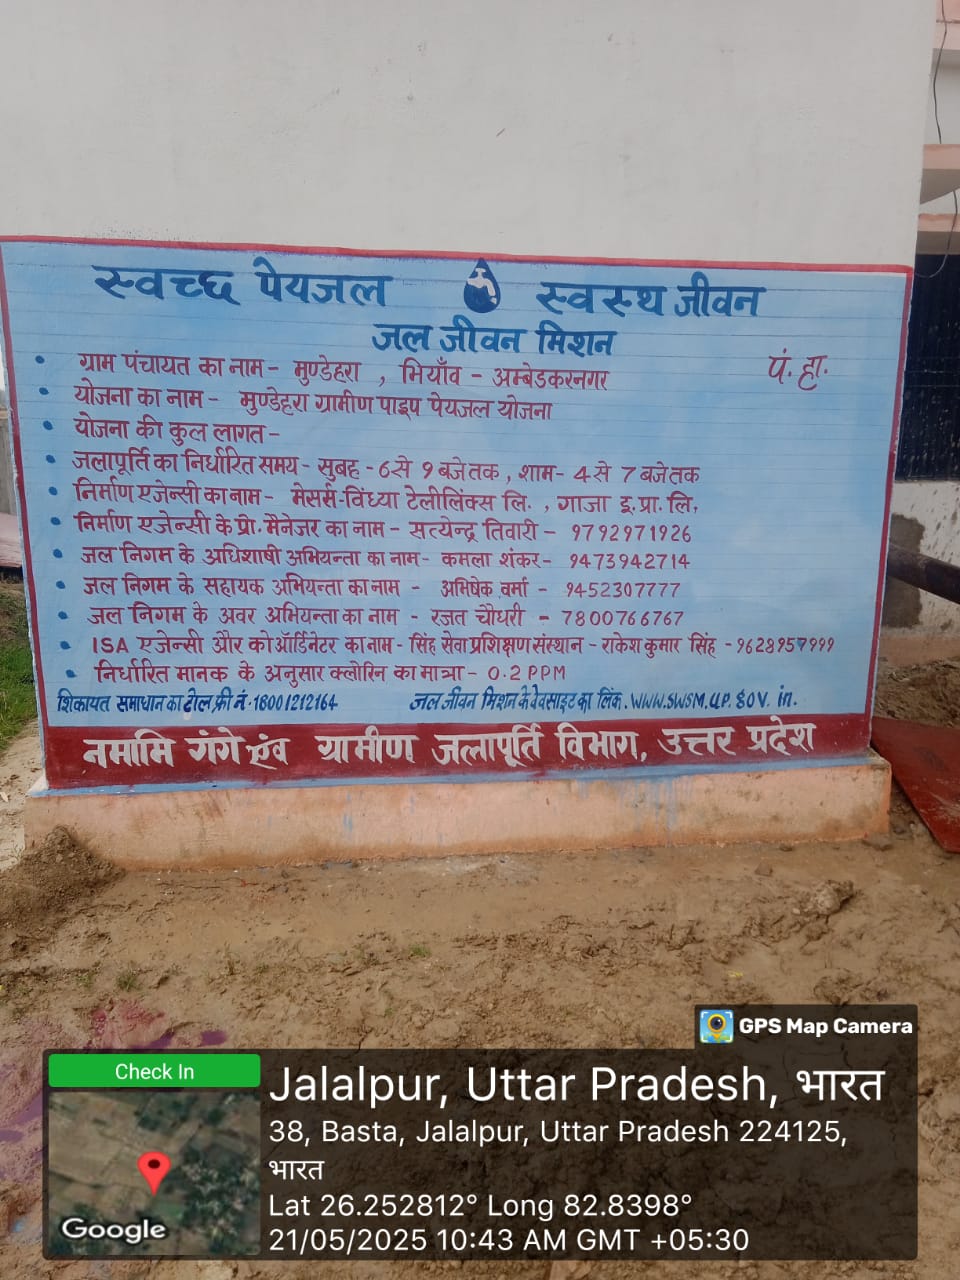 स्वच्छ पेयजल स्वस्थ जीवन
जल जीवन मिशन
• ग्राम पंचायत का नाम - मुण्डेहरा , भियाँव - अम्बेडकरनगर पं. हा.
• योजना का नाम - मुण्डेहरा ग्रामीण पाइप पेयजल योजना
• योजना की कुल लागत -
• जलापूर्ति का निर्धारित समय - सुबह - 6 से 9 बजे तक , शाम - 4 से 7 बजे तक
• निर्माण एजेन्सी का नाम - मेसर्स-विंध्या टेलीलिंक्स लि. , गाजा इ.प्रा.लि.
• निर्माण एजेन्सी के प्रो. मैनेजर का नाम - सत्येन्द्र तिवारी - 9792971926
• जल निगम के अधिशाषी अभियन्ता का नाम - कमला शंकर - 9473942714
• जल निगम के सहायक अभियन्ता का नाम - अभिषेक वर्मा - 9452307777
• जल निगम के अवर अभियन्ता का नाम - रजत चौधरी - 7800766767
• ISA एजेन्सी और को ऑर्डिनेटर का नाम - सिंह सेवा प्रशिक्षण संस्थान - राकेश कुमार सिंह - 9628957999
• निर्धारित मानक के अनुसार क्लोरिन का मात्रा - 0.2 PPM
शिकायत समाधान का टोल फ्री नं. 18001212164 जल जीवन मिशन के वेबसाइट का लिंक. WWW.SWSM.UP.gov.in.
नमामि गंगे एंव ग्रामीण जलापूर्ति विभाग, उत्तर प्रदेश
GPS Map Camera
Check In
Jalalpur, Uttar Pradesh, भारत
38, Basta, Jalalpur, Uttar Pradesh 224125,
भारत
Lat 26.252812° Long 82.8398°
21/05/2025 10:43 AM GMT +05:30
Google